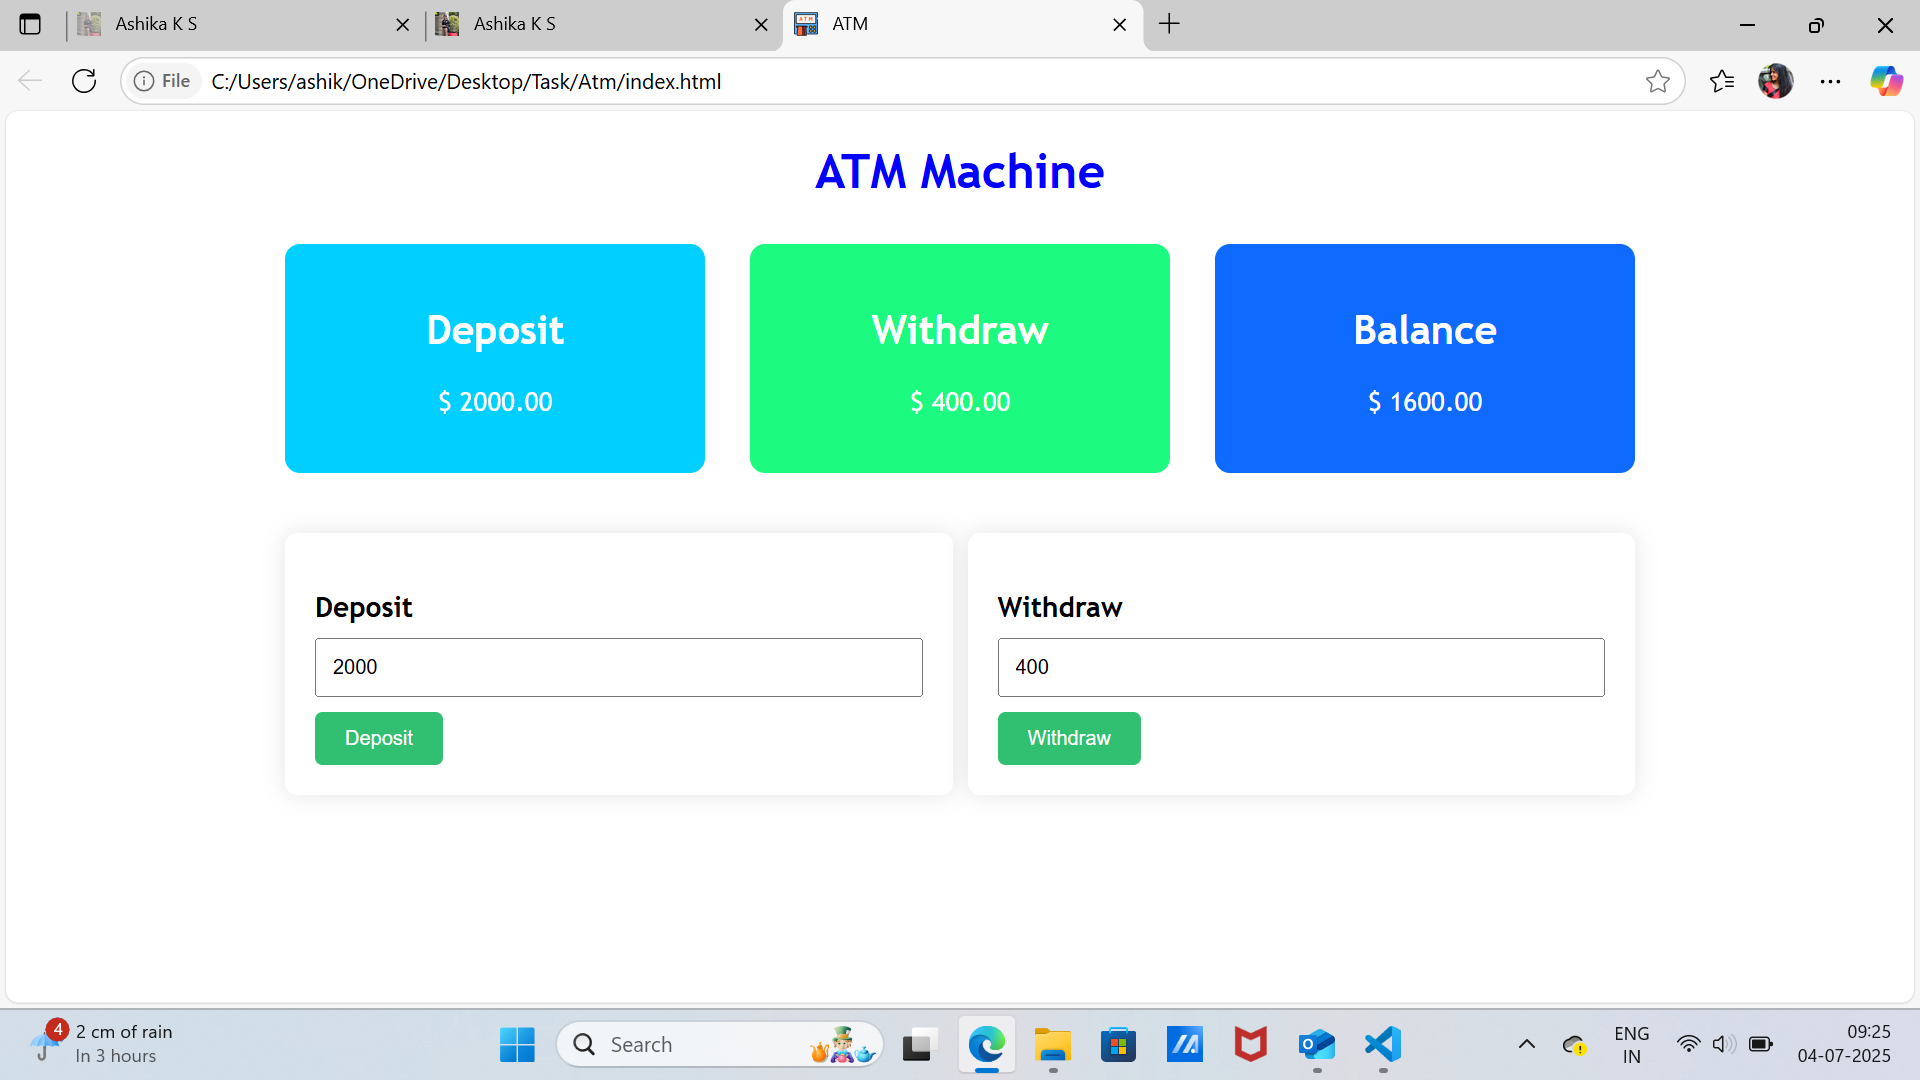 Ashika K S
Ashika K S
ATM
File
C:/Users/ashik/OneDrive/Desktop/Task/Atm/index.html
ATM Machine
Deposit
$ 2000.00
Withdraw
$ 400.00
Balance
$ 1600.00
Deposit
2000
Deposit
Withdraw
400
Withdraw
4
2 cm of rain
In 3 hours
Search
ENG
IN
09:25
04-07-2025